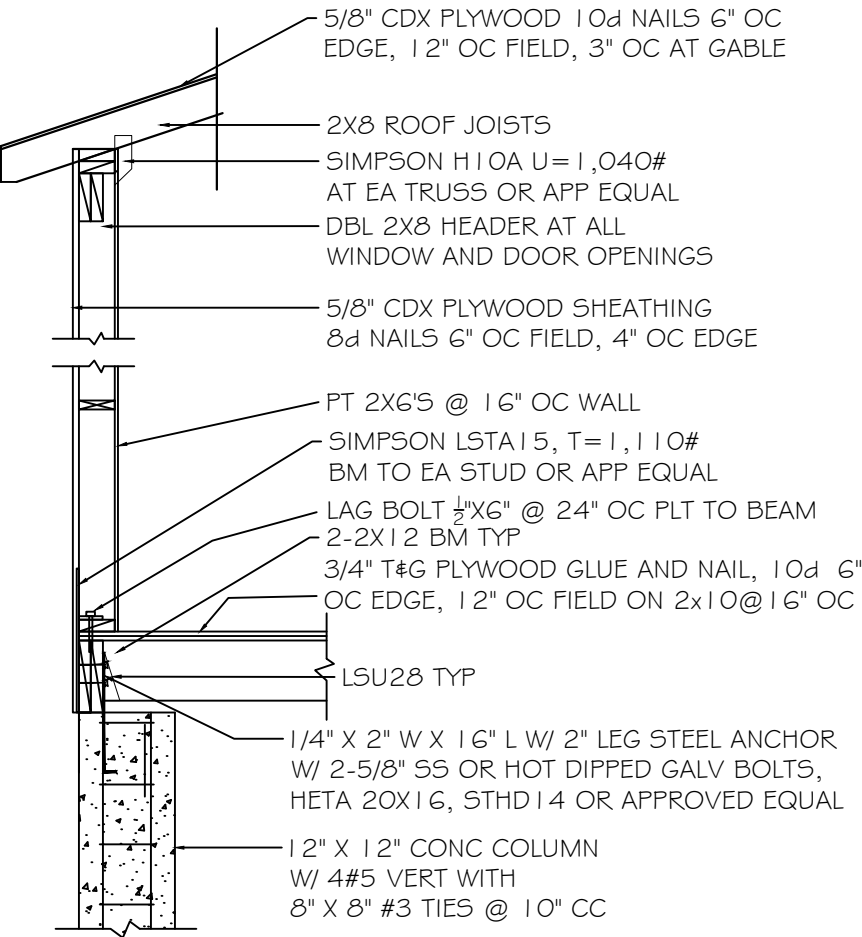 5/8" CDX PLYWOOD 10d NAILS 6" OC
EDGE, 12" OC FIELD, 3" OC AT GABLE
2X8 ROOF JOISTS
SIMPSON H10A U=1,040#
AT EA TRUSS OR APP EQUAL
DBL 2X8 HEADER AT ALL
WINDOW AND DOOR OPENINGS
5/8" CDX PLYWOOD SHEATHING
8d NAILS 6" OC FIELD, 4" OC EDGE
PT 2X6'S @ 16" OC WALL
SIMPSON LSTA15, T=1,110#
BM TO EA STUD OR APP EQUAL
LAG BOLT 1/2"X6" @ 24" OC PLT TO BEAM
2-2X12 BM TYP
3/4" T&G PLYWOOD GLUE AND NAIL, 10d 6"
OC EDGE, 12" OC FIELD ON 2x10@16" OC
LSU28 TYP
1/4" X 2" W X 16" L W/ 2" LEG STEEL ANCHOR
W/ 2-5/8" SS OR HOT DIPPED GALV BOLTS,
HETA 20X16, STHD14 OR APPROVED EQUAL
12" X 12" CONC COLUMN
W/ 4#5 VERT WITH
8" X 8" #3 TIES @ 10" CC